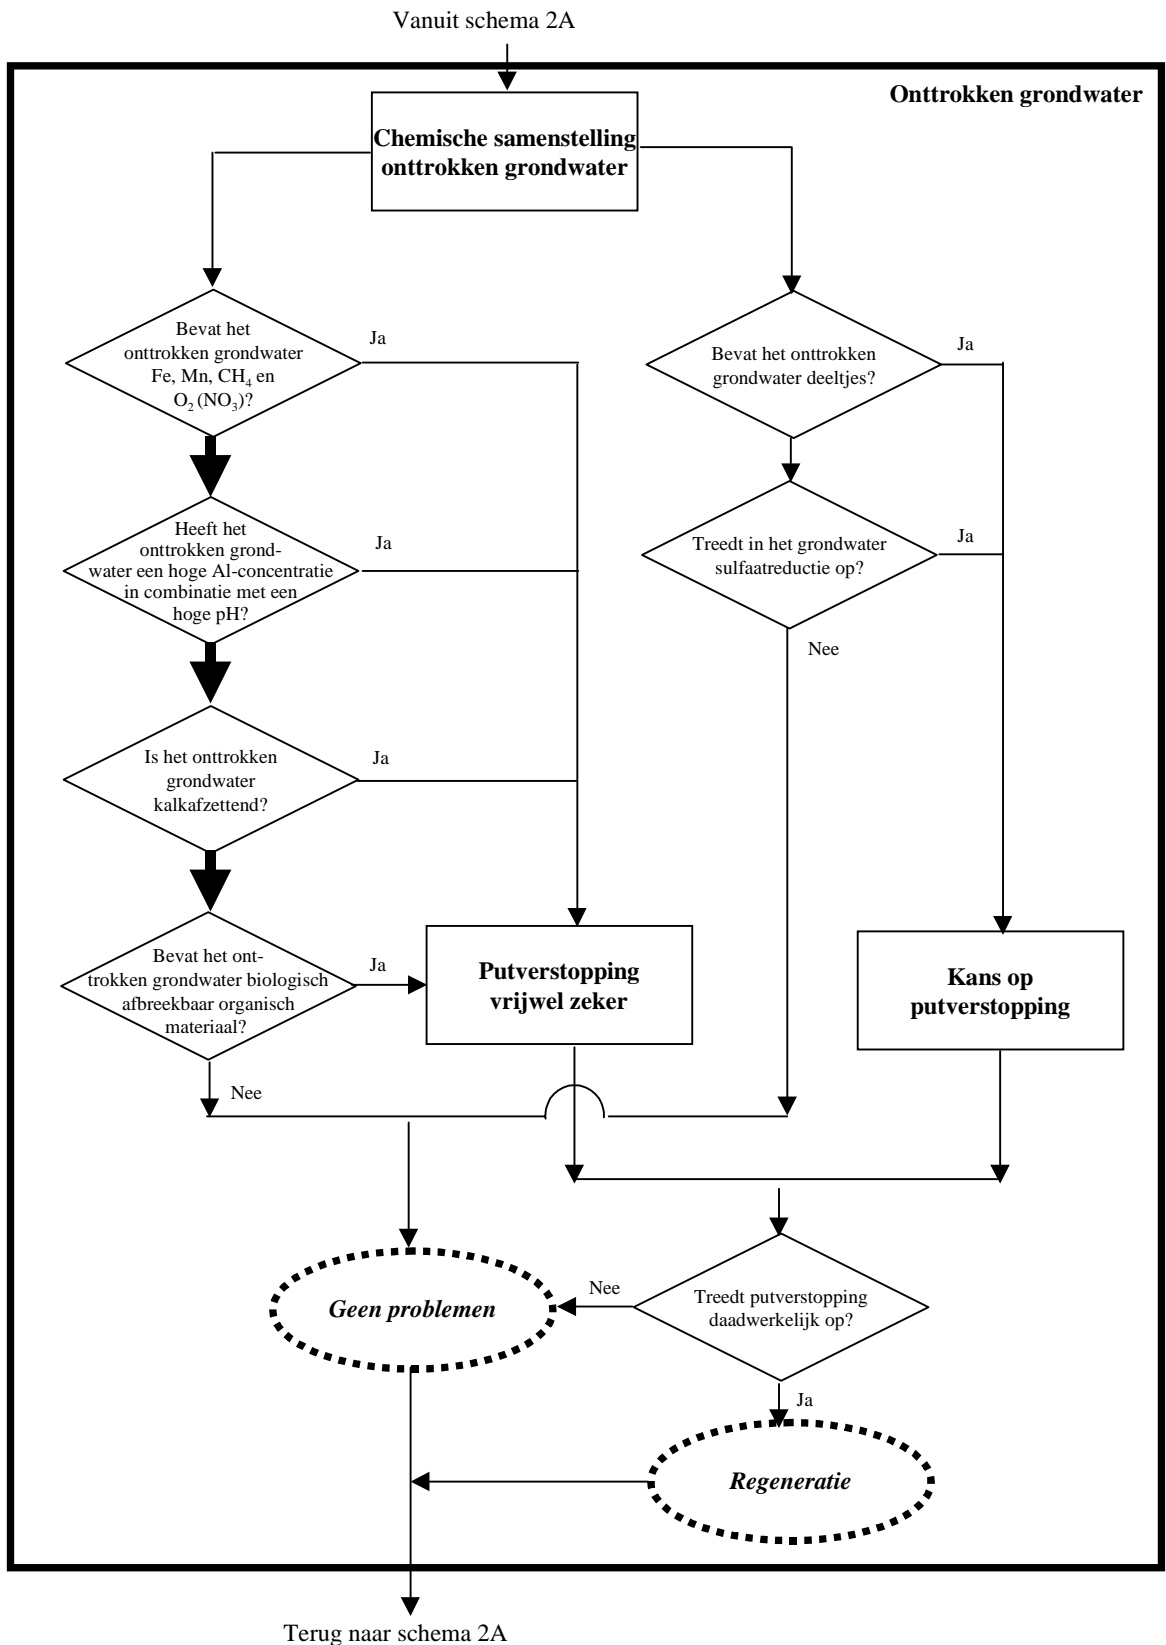 Vanuit schema 2A
Onttrokken grondwater
Chemische samenstelling
onttrokken grondwater
Bevat het
onttrokken grondwater
Fe, Mn, CH₄ en
O₂ (NO₃)?
Ja
Heeft het
onttrokken grond-
water een hoge Al-concentratie
in combinatie met een
hoge pH?
Ja
Is het onttrokken
grondwater
kalkafzettend?
Ja
Bevat het ont-
trokken grondwater biologisch
afbreekbaar organisch
materiaal?
Ja
Nee
Putverstopping
vrijwel zeker
Bevat het onttrokken
grondwater deeltjes?
Ja
Treedt in het grondwater
sulfaatreductie op?
Ja
Nee
Kans op
putverstopping
Geen problemen
Nee
Treedt putverstopping
daadwerkelijk op?
Ja
Regeneratie
Terug naar schema 2A